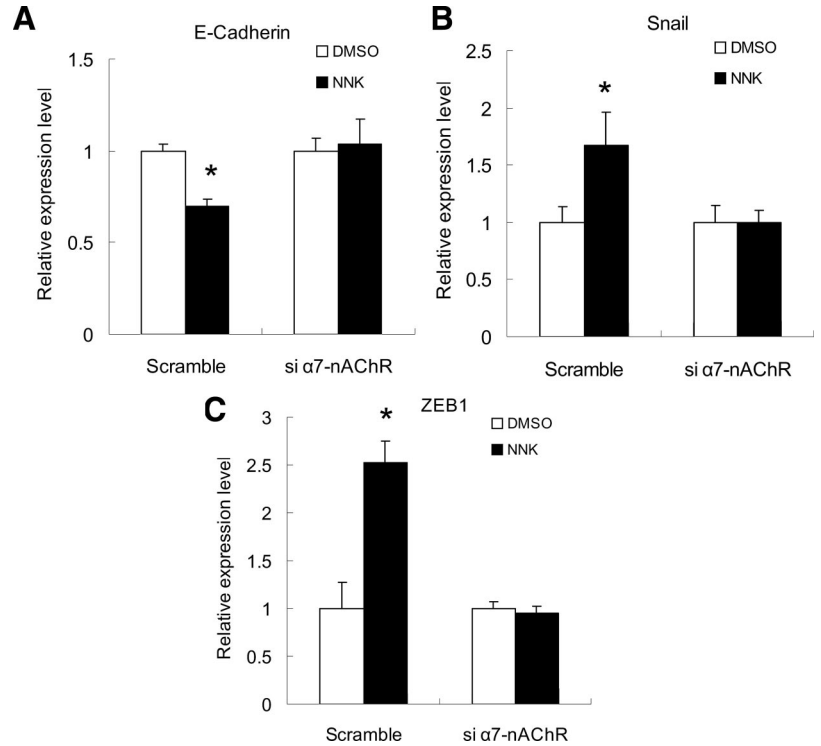 A
E-Cadherin
DMSO
NNK
Relative expression level
1.5
1
0.5
0
*
Scramble
si α7-nAChR
B
Snail
DMSO
NNK
Relative expression level
2.5
2
1.5
1
0.5
0
*
Scramble
si α7-nAChR
C
ZEB1
DMSO
NNK
Relative expression level
3
2.5
2
1.5
1
0.5
0
*
Scramble
si α7-nAChR